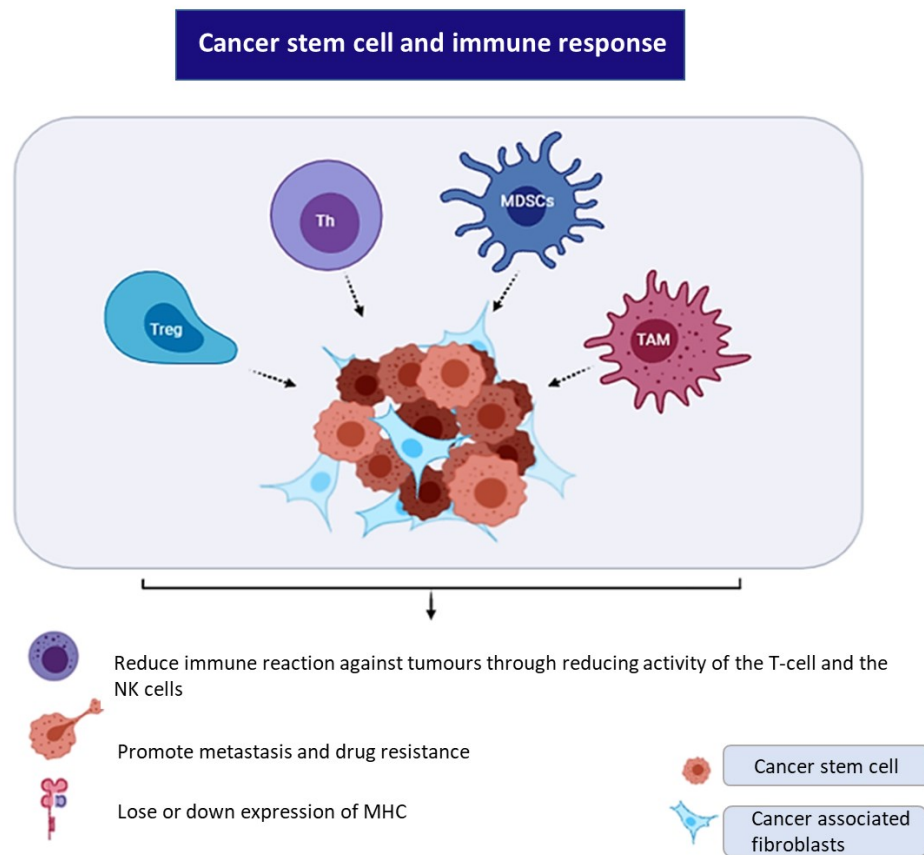 Cancer stem cell and immune response
Th
MDSCs
Treg
TAM
Reduce immune reaction against tumours through reducing activity of the T-cell and the
NK cells
Promote metastasis and drug resistance
Lose or down expression of MHC
Cancer stem cell
Cancer associated
fibroblasts